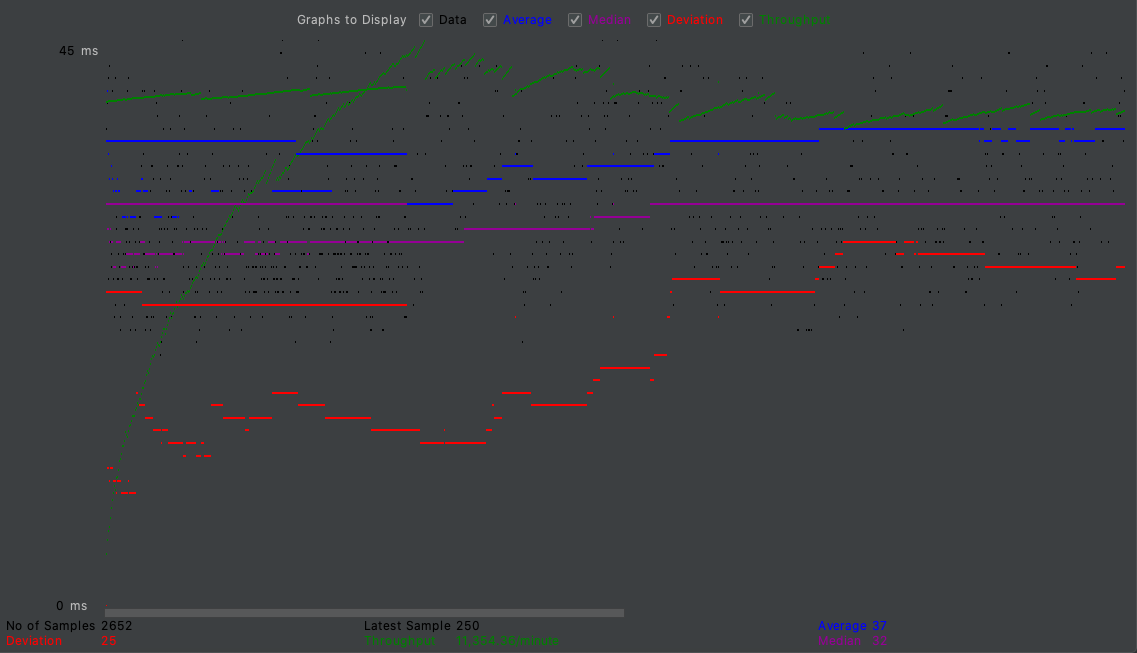 Graphs to Display Data Average Median Deviation Throughput
45 ms
0 ms
No of Samples 2652 Latest Sample 250 Average 37
Deviation 25 Throughput 11,354.36/minute Median